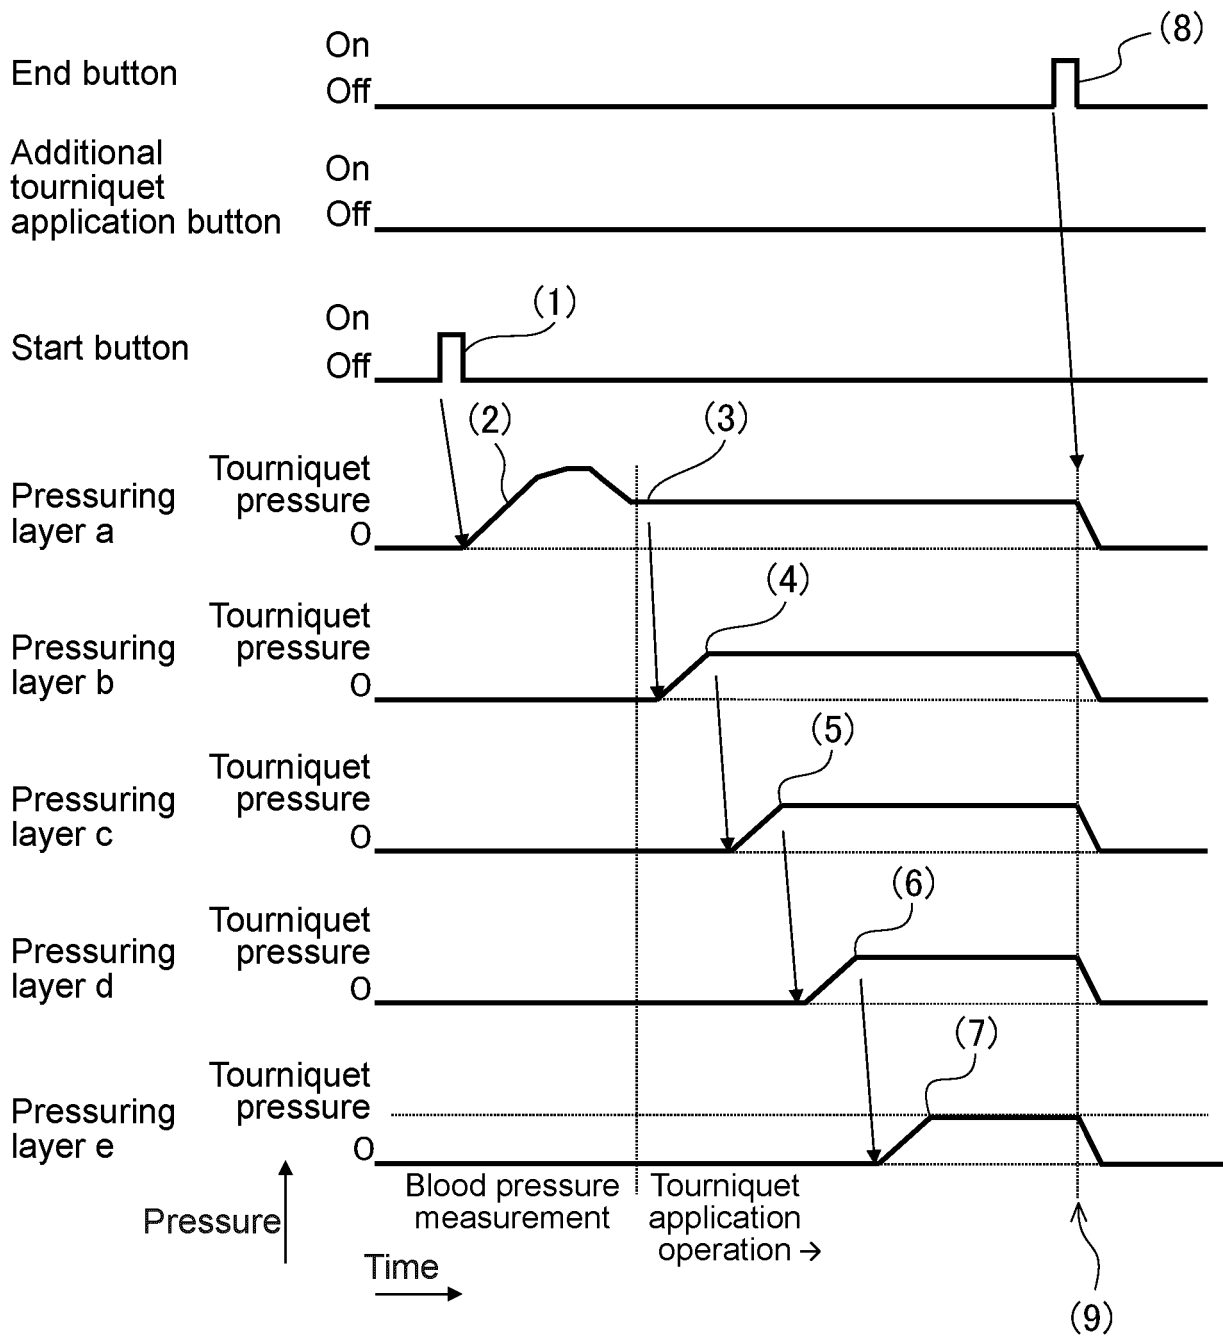 (8)
On
End button
Off
Additional
tourniquet
application button
On
Off
(1)
On
Start button
Off
(2)
(3)
Tourniquet
pressure
Pressuring
layer a
0
(4)
Tourniquet
pressure
Pressuring
layer b
0
(5)
Tourniquet
pressure
Pressuring
layer c
0
(6)
Tourniquet
pressure
Pressuring
layer d
0
(7)
Tourniquet
pressure
Pressuring
layer e
0
Blood pressure
measurement
Tourniquet
application
operation →
Pressure
Time
(9)